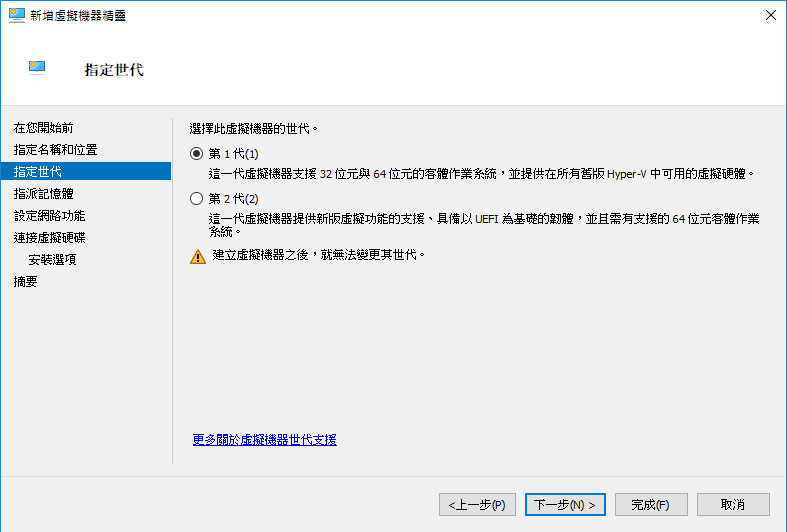 新增虛擬機器精靈
指定世代
在您開始前
指定名稱和位置
指定世代
指派記憶體
設定網路功能
連接虛擬硬碟
安裝選項
摘要
選擇此虛擬機器的世代。
第 1 代(1)
這一代虛擬機器支援 32 位元與 64 位元的客體作業系統，並提供在所有舊版 Hyper-V 中可用的虛擬硬體。
第 2 代(2)
這一代虛擬機器提供新版虛擬功能的支援、具備以 UEFI 為基礎的韌體，並且需有支援的 64 位元客體作業
系統。
建立虛擬機器之後，就無法變更其世代。
更多關於虛擬機器世代支援
<上一步(P)
下一步(N) >
完成(F)
取消